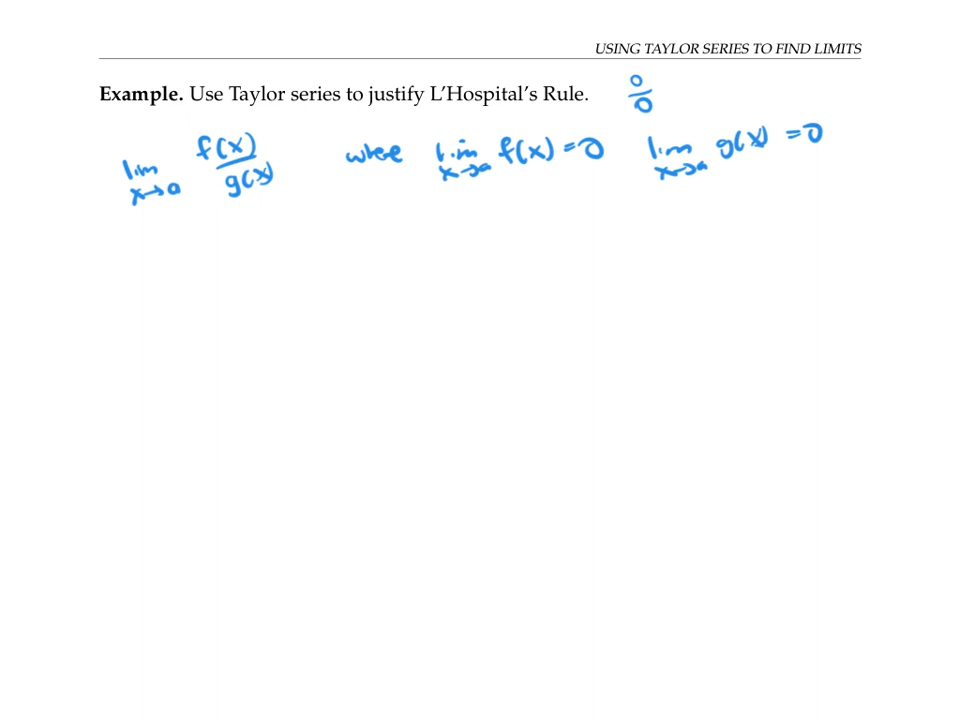 USING TAYLOR SERIES TO FIND LIMITS
Example. Use Taylor series to justify L'Hospital's Rule. 0/0
lim x→a f(x)/g(x) where lim x→a f(x) = 0 lim x→a g(x) = 0